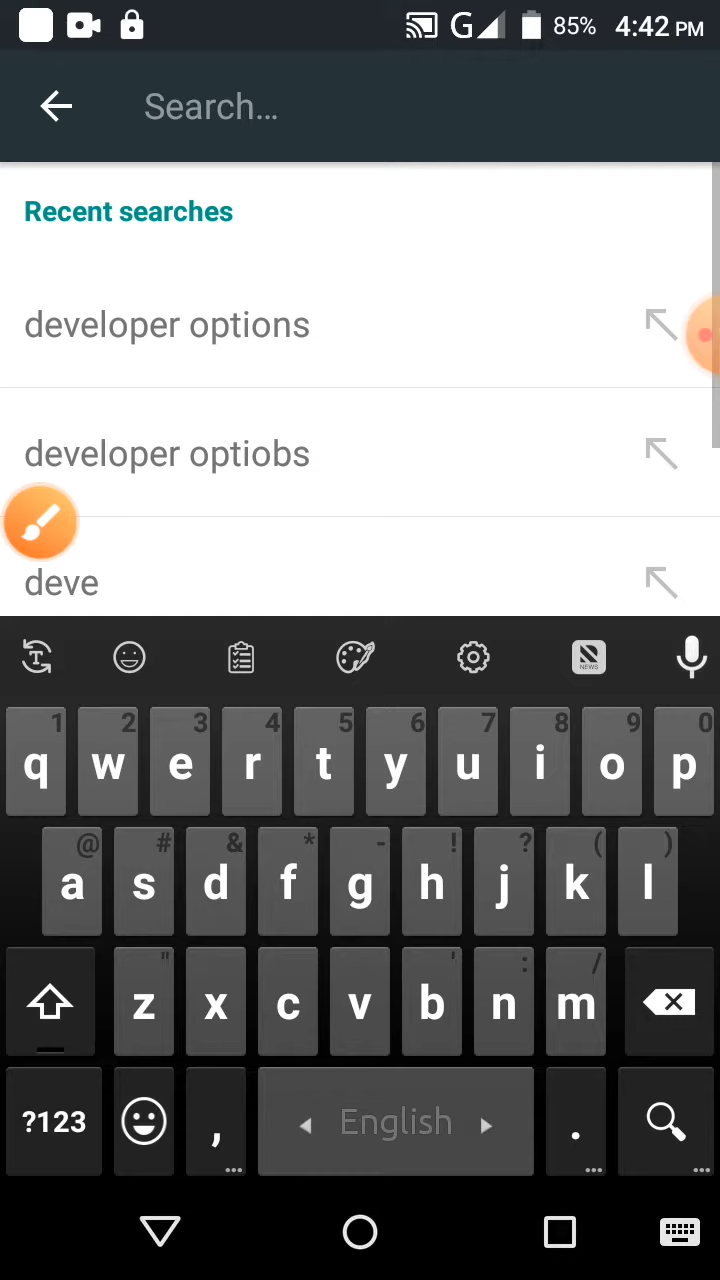 G 85% 4:42 PM
Search...
Recent searches
developer options
developer optiobs
deve
T NEWS
1 2 3 4 5 6 7 8 9 0
q w e r t y u i o p
@ # & * - ! ? ( )
a s d f g h j k l
" ' : /
z x c v b n m
?123 , English .
... ... ...